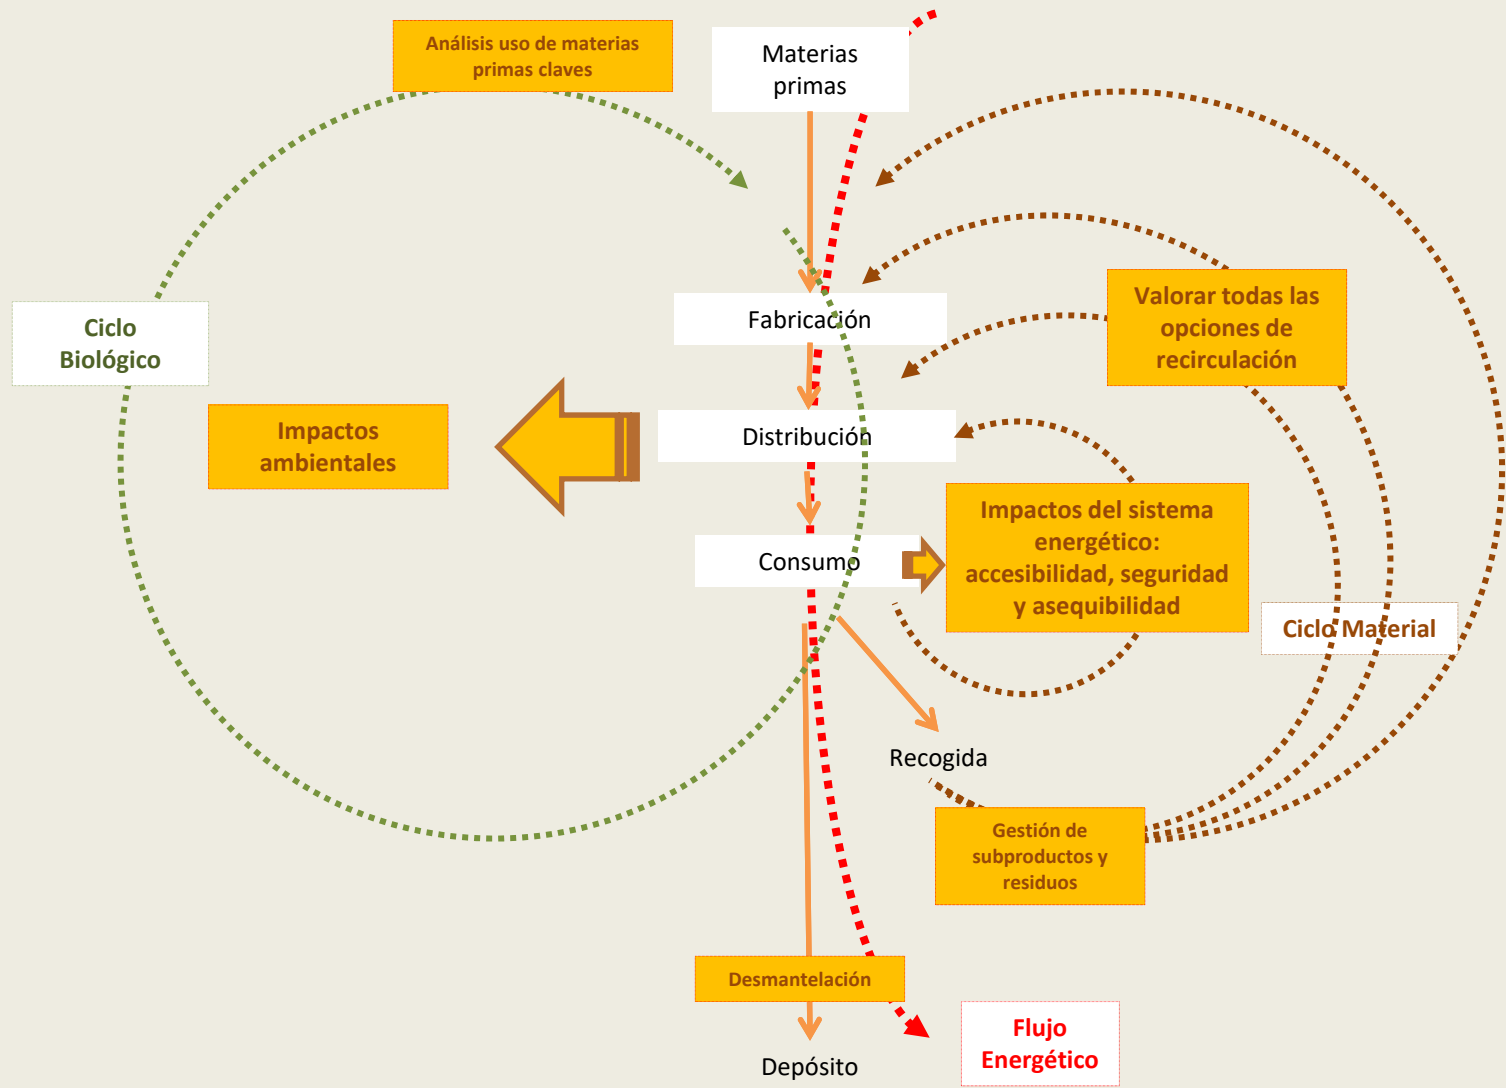 Análisis uso de materias
primas claves
Materias
primas
Ciclo
Biológico
Fabricación
Valorar todas las
opciones de
recirculación
Impactos
ambientales
Distribución
Impactos del sistema
energético:
accesibilidad, seguridad
y asequibilidad
Consumo
Ciclo Material
Recogida
Gestión de
subproductos y
residuos
Desmantelación
Flujo
Energético
Depósito